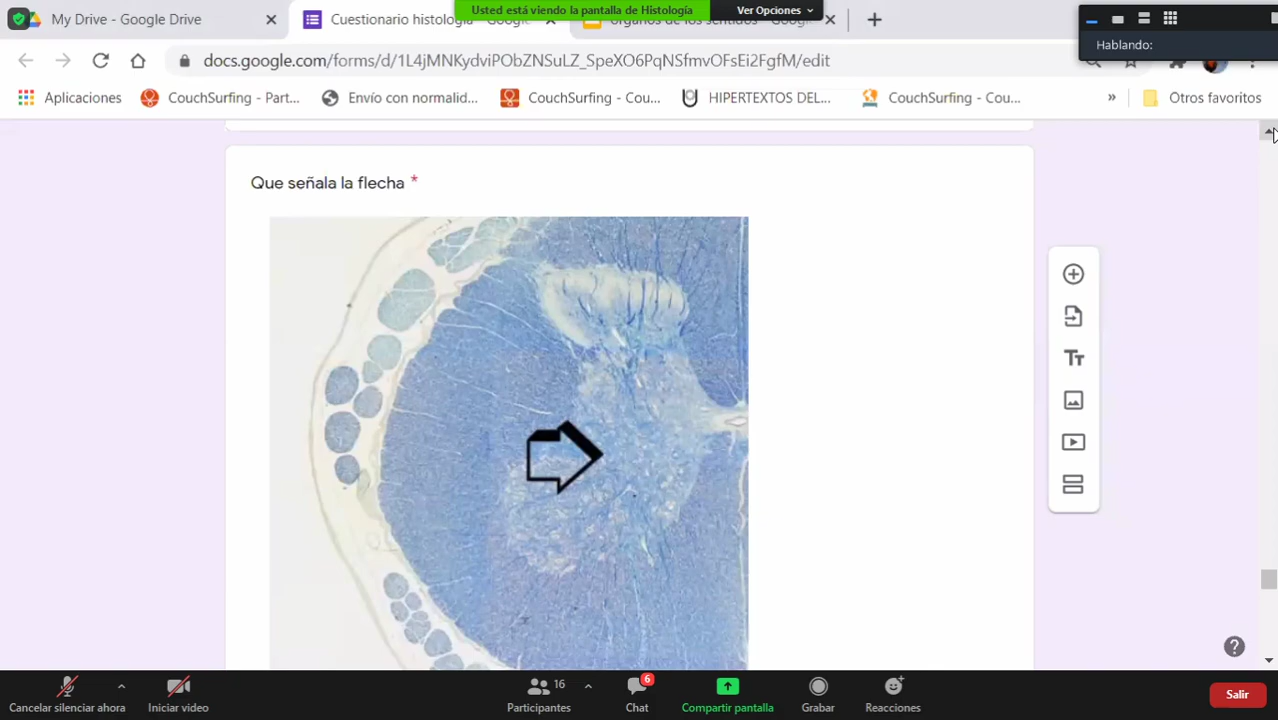 Usted está viendo la pantalla de Histología
Ver Opciones
My Drive - Google Drive
Cuestionario histolo
Hablando:
docs.google.com/forms/d/1L4jMNKydviPObZNSuLZ_SpeXO6PqNSfmvOFsEi2FgfM/edit
Aplicaciones
CouchSurfing - Part...
Envío con normalid...
CouchSurfing - Cou...
HIPERTEXTOS DEL...
CouchSurfing - Cou...
»
Otros favoritos
Que señala la flecha *
Tт
16
6
Cancelar silenciar ahora
Iniciar video
Participantes
Chat
Compartir pantalla
Grabar
Reacciones
Salir